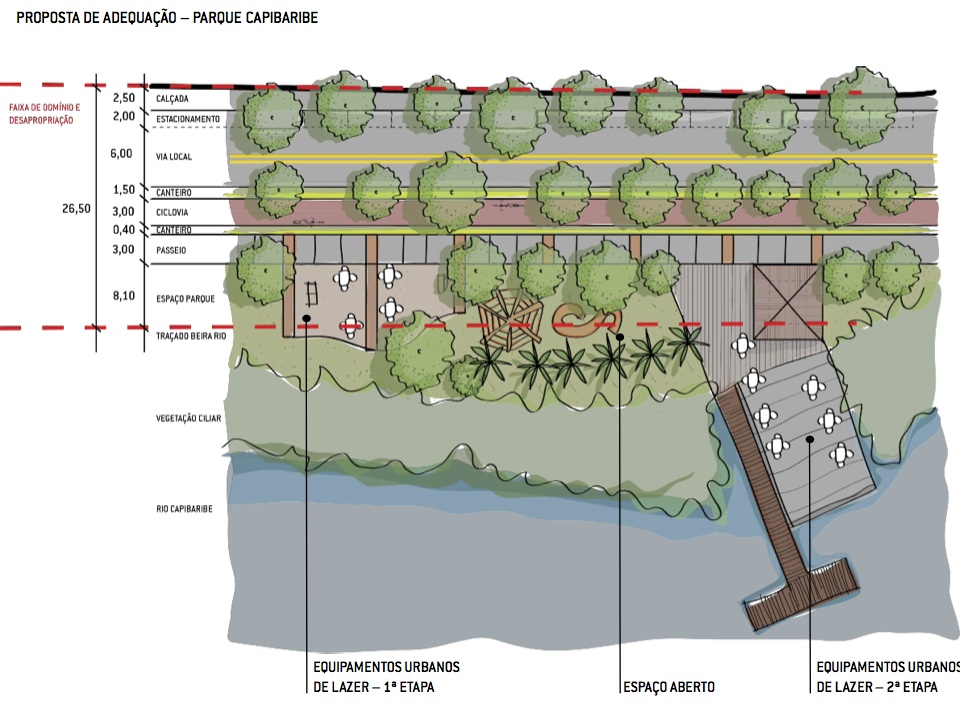 PROPOSTA DE ADEQUAÇÃO – PARQUE CAPIBARIBE
FAIXA DE DOMÍNIO E
DESAPROPRIAÇÃO
26,50
2,50 CALÇADA
2,00 ESTACIONAMENTO
6,00 VIA LOCAL
1,50 CANTEIRO
3,00 CICLOVIA
0,40 CANTEIRO
3,00 PASSEIO
8,10 ESPAÇO PARQUE
TRAÇADO BEIRA RIO
VEGETAÇÃO CILIAR
RIO CAPIBARIBE
EQUIPAMENTOS URBANOS
DE LAZER – 1ª ETAPA
ESPAÇO ABERTO
EQUIPAMENTOS URBANOS
DE LAZER – 2ª ETAPA